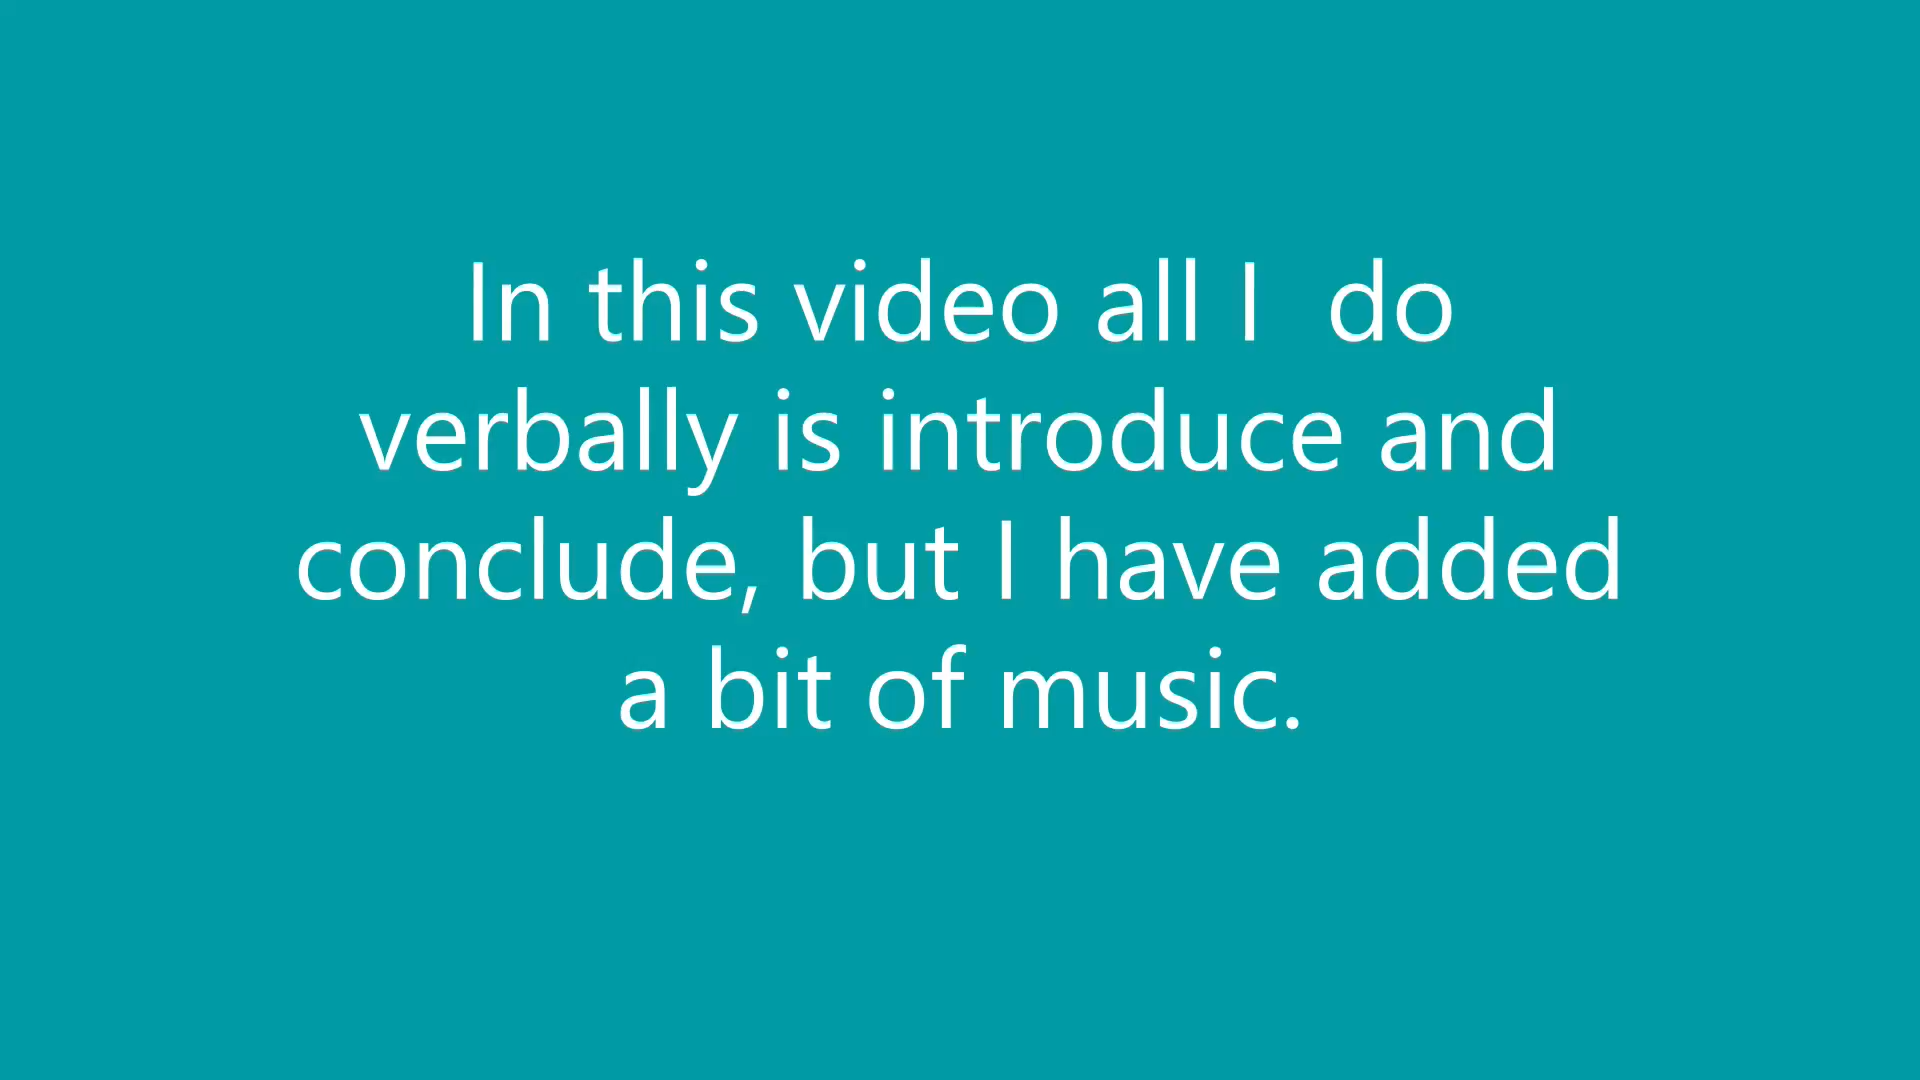 In this video all I  do
verbally is introduce and
conclude, but I have added
a bit of music.